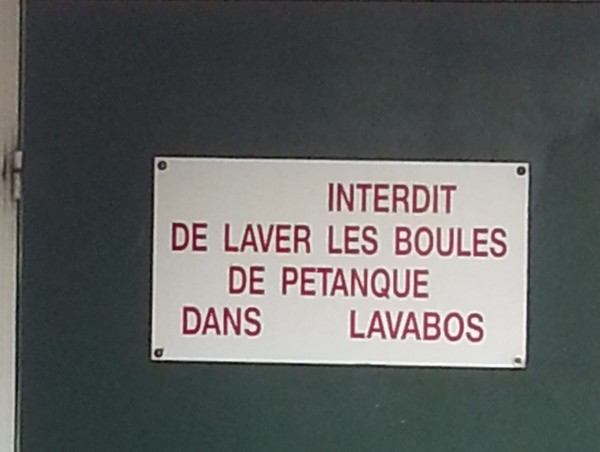 INTERDIT
DE LAVER LES BOULES
DE PETANQUE
DANS LAVABOS